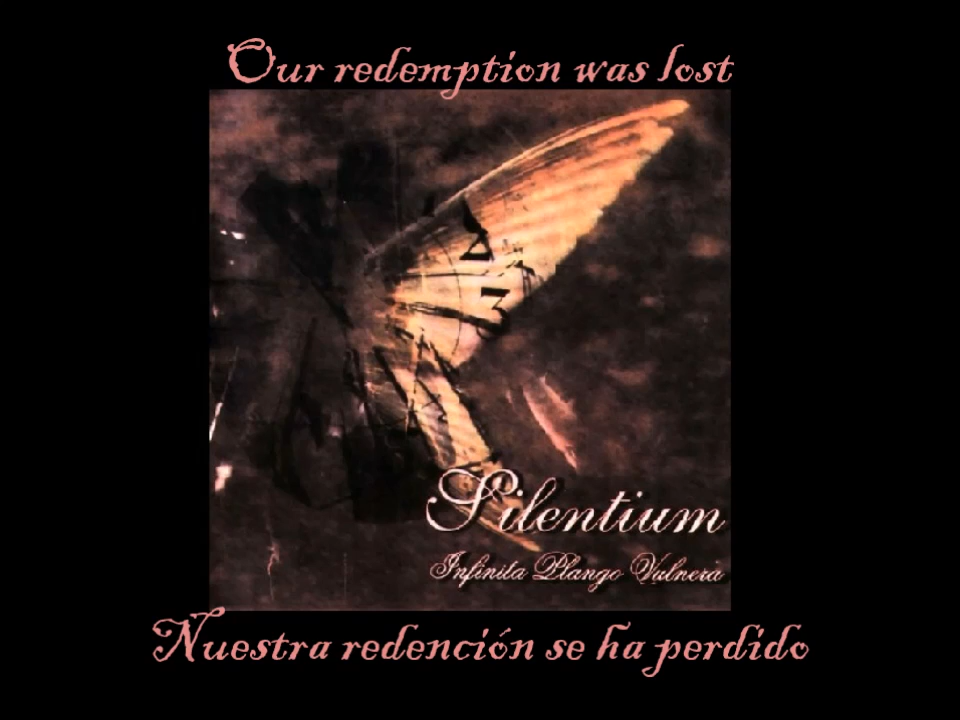 Our redemption was lost
Silentium
Infinita Plango Vulnera
Nuestra redención se ha perdido